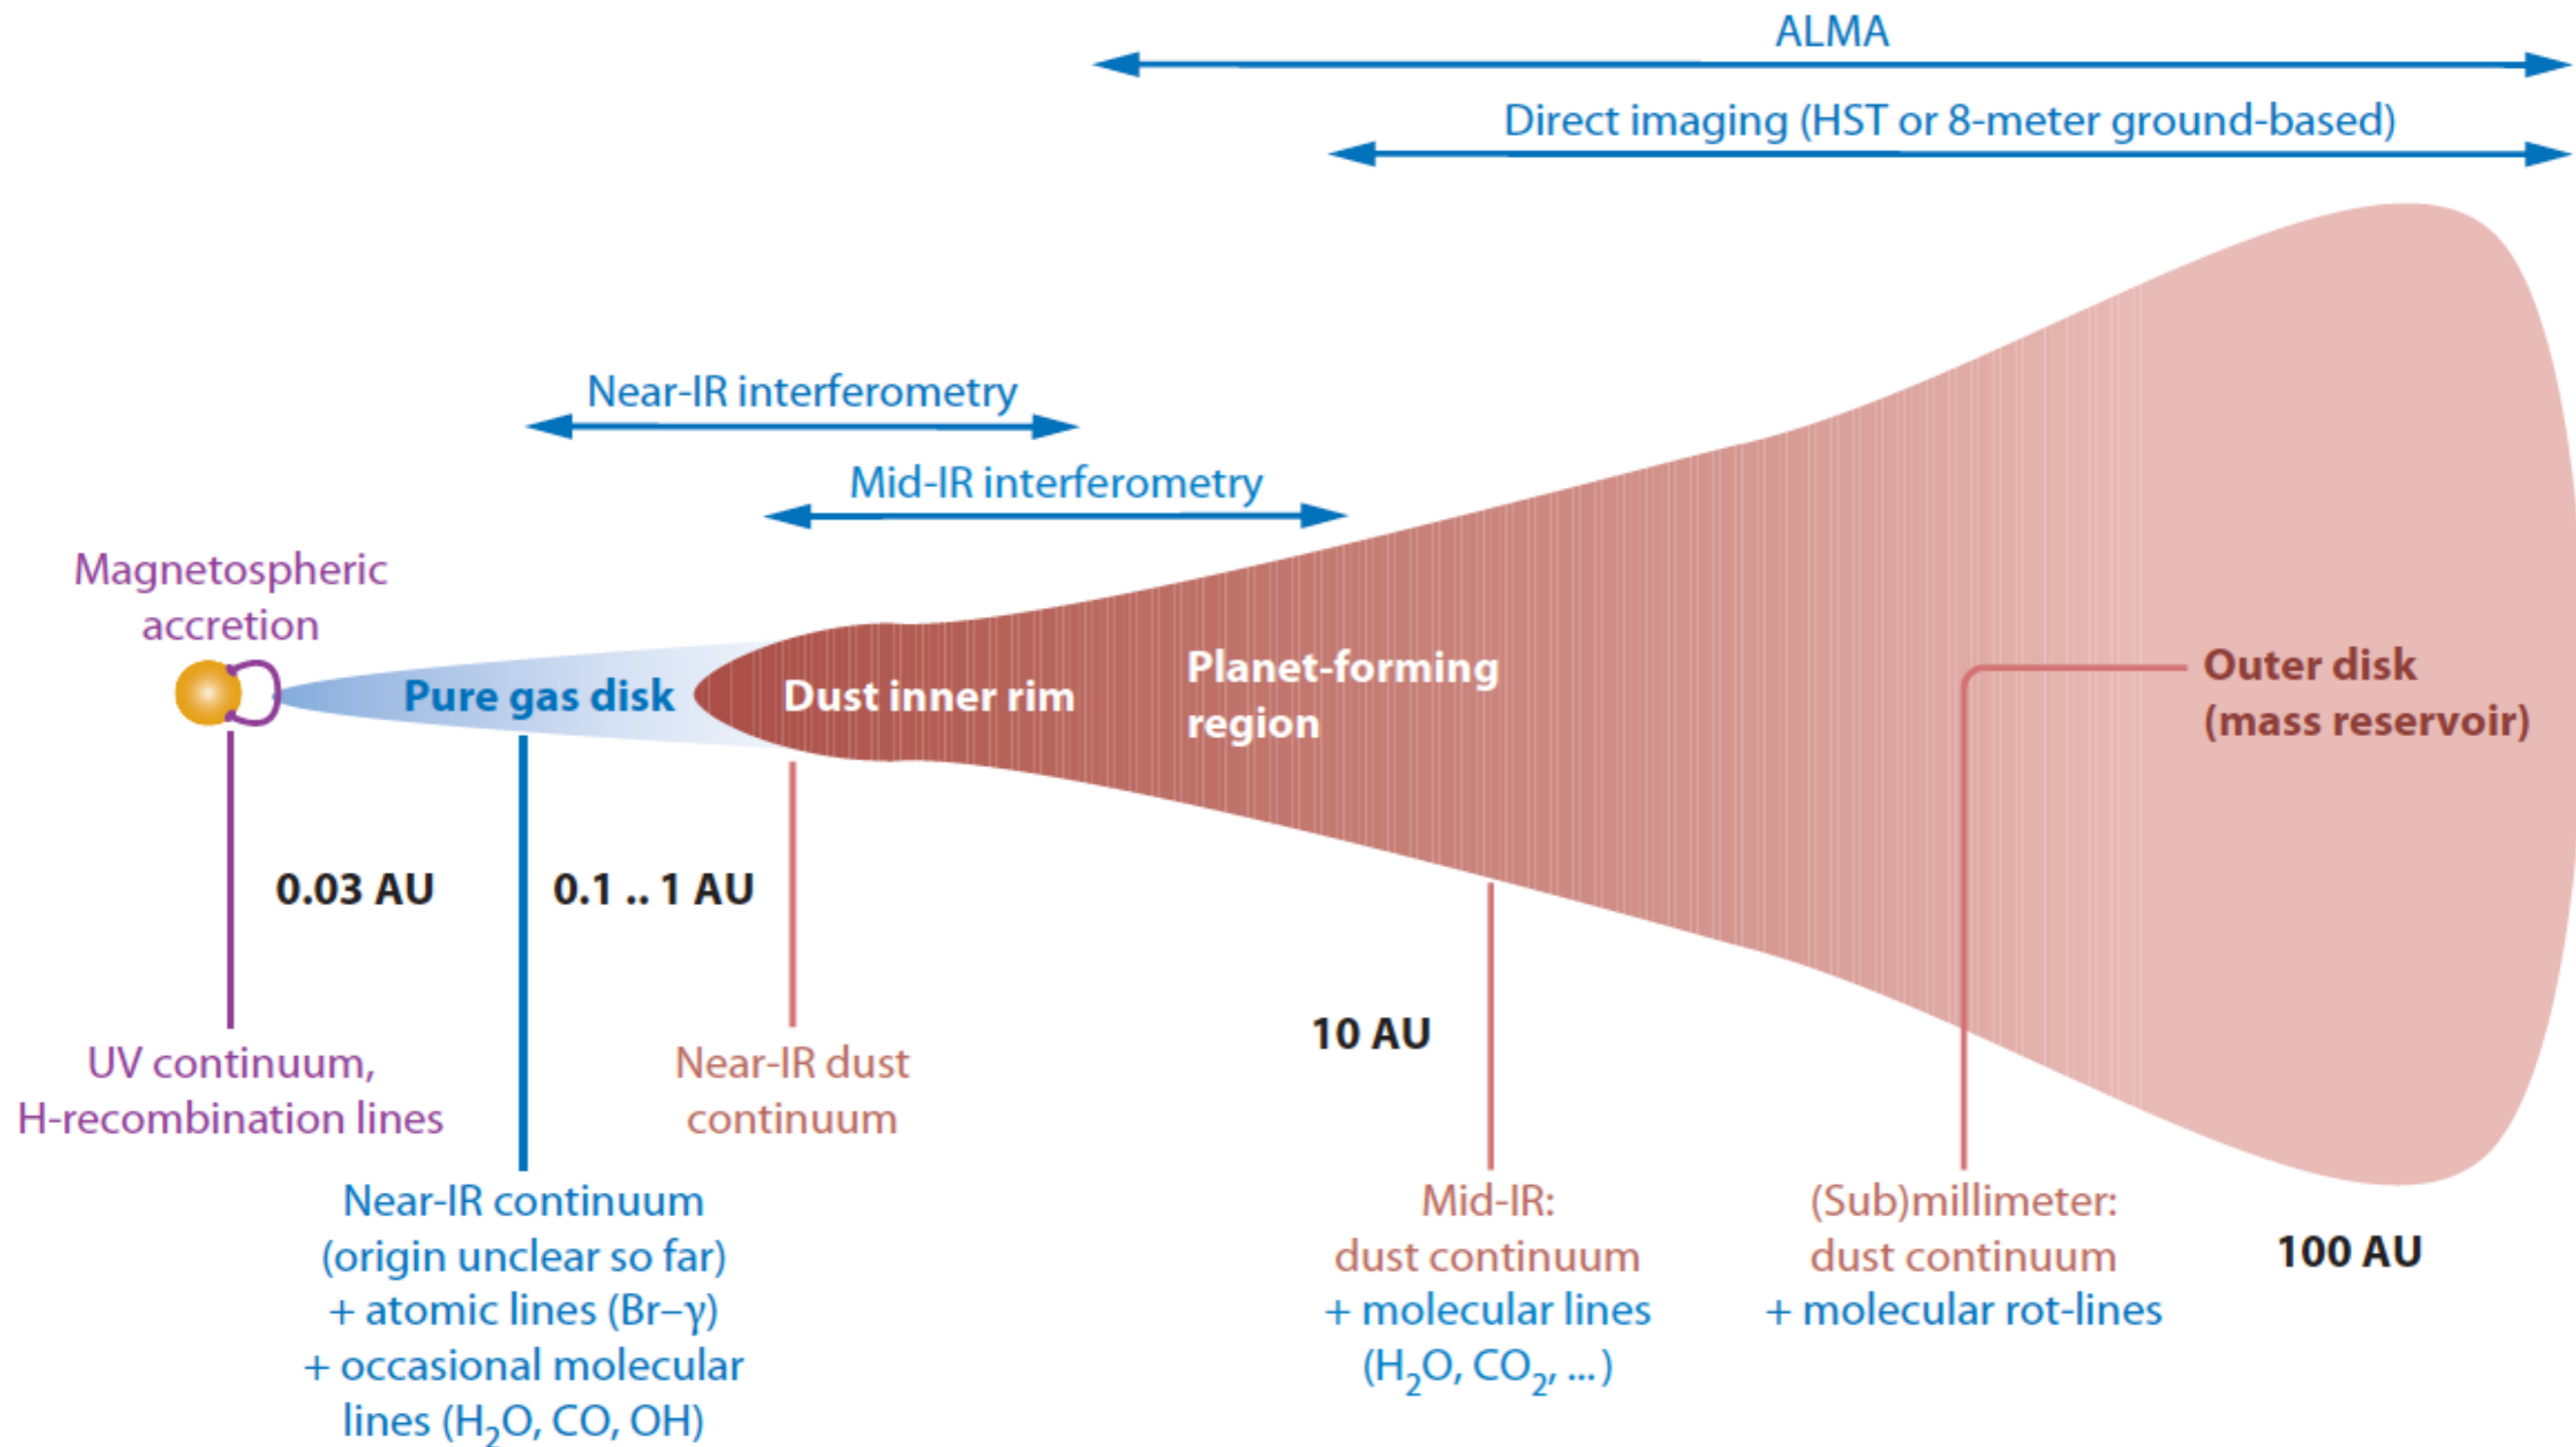 ALMA
Direct imaging (HST or 8-meter ground-based)
Near-IR interferometry
Mid-IR interferometry
Magnetospheric
accretion
Pure gas disk
Dust inner rim
Planet-forming
region
Outer disk
(mass reservoir)
0.03 AU
0.1 .. 1 AU
10 AU
100 AU
UV continuum,
H-recombination lines
Near-IR continuum
(origin unclear so far)
+ atomic lines (Br–γ)
+ occasional molecular
lines (H₂O, CO, OH)
Near-IR dust
continuum
Mid-IR:
dust continuum
+ molecular lines
(H₂O, CO₂, ...)
(Sub)millimeter:
dust continuum
+ molecular rot-lines